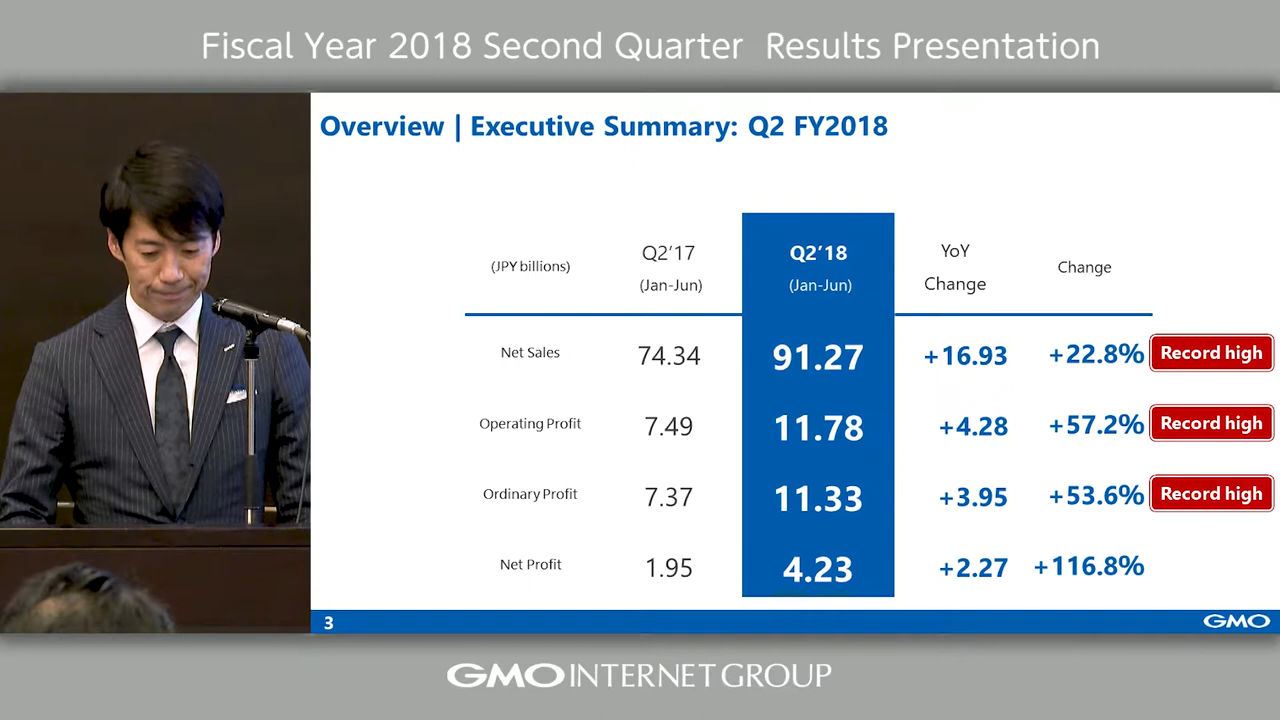 Fiscal Year 2018 Second Quarter Results Presentation
Overview | Executive Summary: Q2 FY2018
(JPY billions) Q2’17 (Jan-Jun) Q2’18 (Jan-Jun) YoY Change Change
Net Sales 74.34 91.27 +16.93 +22.8% Record high
Operating Profit 7.49 11.78 +4.28 +57.2% Record high
Ordinary Profit 7.37 11.33 +3.95 +53.6% Record high
Net Profit 1.95 4.23 +2.27 +116.8%
3 GMO
GMO INTERNET GROUP